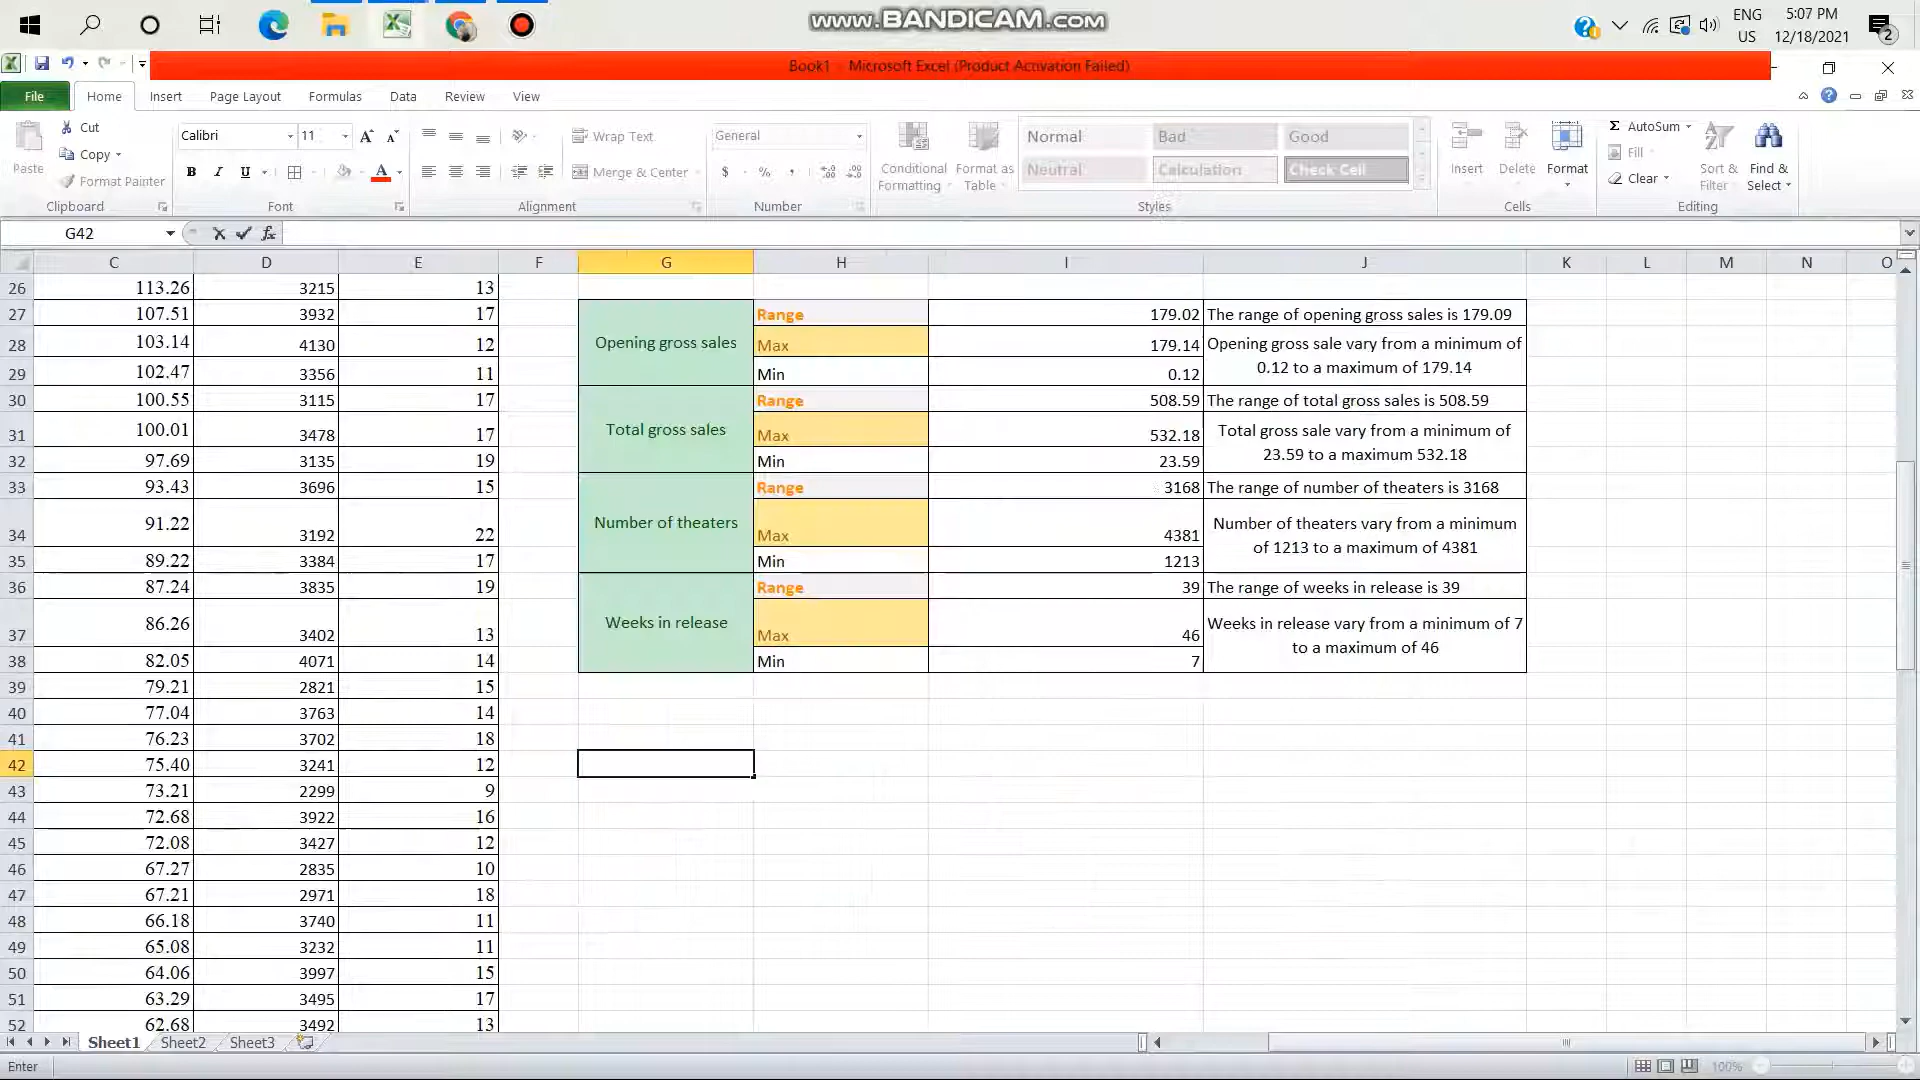 www.BANDICAM.com
ENG
US
5:07 PM
12/18/2021
2
Book1 - Microsoft Excel (Product Activation Failed)
File Home Insert Page Layout Formulas Data Review View
Paste
Cut
Copy
Format Painter
Clipboard
Calibri 11
B I U
Font
Wrap Text
Merge & Center
Alignment
General
$ % ,
Number
Conditional Formatting
Format as Table
Normal Bad Good
Neutral Calculation Check Cell
Styles
Insert Delete Format
Cells
Σ AutoSum
Fill
Clear
Sort & Filter
Find & Select
Editing
G42 fx
C D E F G H I J K L M N O
26 113.26 3215 13
27 107.51 3932 17 Range 179.02 The range of opening gross sales is 179.09
28 103.14 4130 12 Opening gross sales Max 179.14 Opening gross sale vary from a minimum of
0.12 to a maximum of 179.14
29 102.47 3356 11 Min 0.12
30 100.55 3115 17 Range 508.59 The range of total gross sales is 508.59
31 100.01 3478 17 Total gross sales Max 532.18 Total gross sale vary from a minimum of
23.59 to a maximum 532.18
32 97.69 3135 19 Min 23.59
33 93.43 3696 15 Range 3168 The range of number of theaters is 3168
34 91.22 3192 22 Number of theaters Max 4381 Number of theaters vary from a minimum
of 1213 to a maximum of 4381
35 89.22 3384 17 Min 1213
36 87.24 3835 19 Range 39 The range of weeks in release is 39
37 86.26 3402 13 Weeks in release Max 46 Weeks in release vary from a minimum of 7
to a maximum of 46
38 82.05 4071 14 Min 7
39 79.21 2821 15
40 77.04 3763 14
41 76.23 3702 18
42 75.40 3241 12
43 73.21 2299 9
44 72.68 3922 16
45 72.08 3427 12
46 67.27 2835 10
47 67.21 2971 18
48 66.18 3740 11
49 65.08 3232 11
50 64.06 3997 15
51 63.29 3495 17
52 62.68 3492 13
Sheet1 Sheet2 Sheet3
Enter 100%